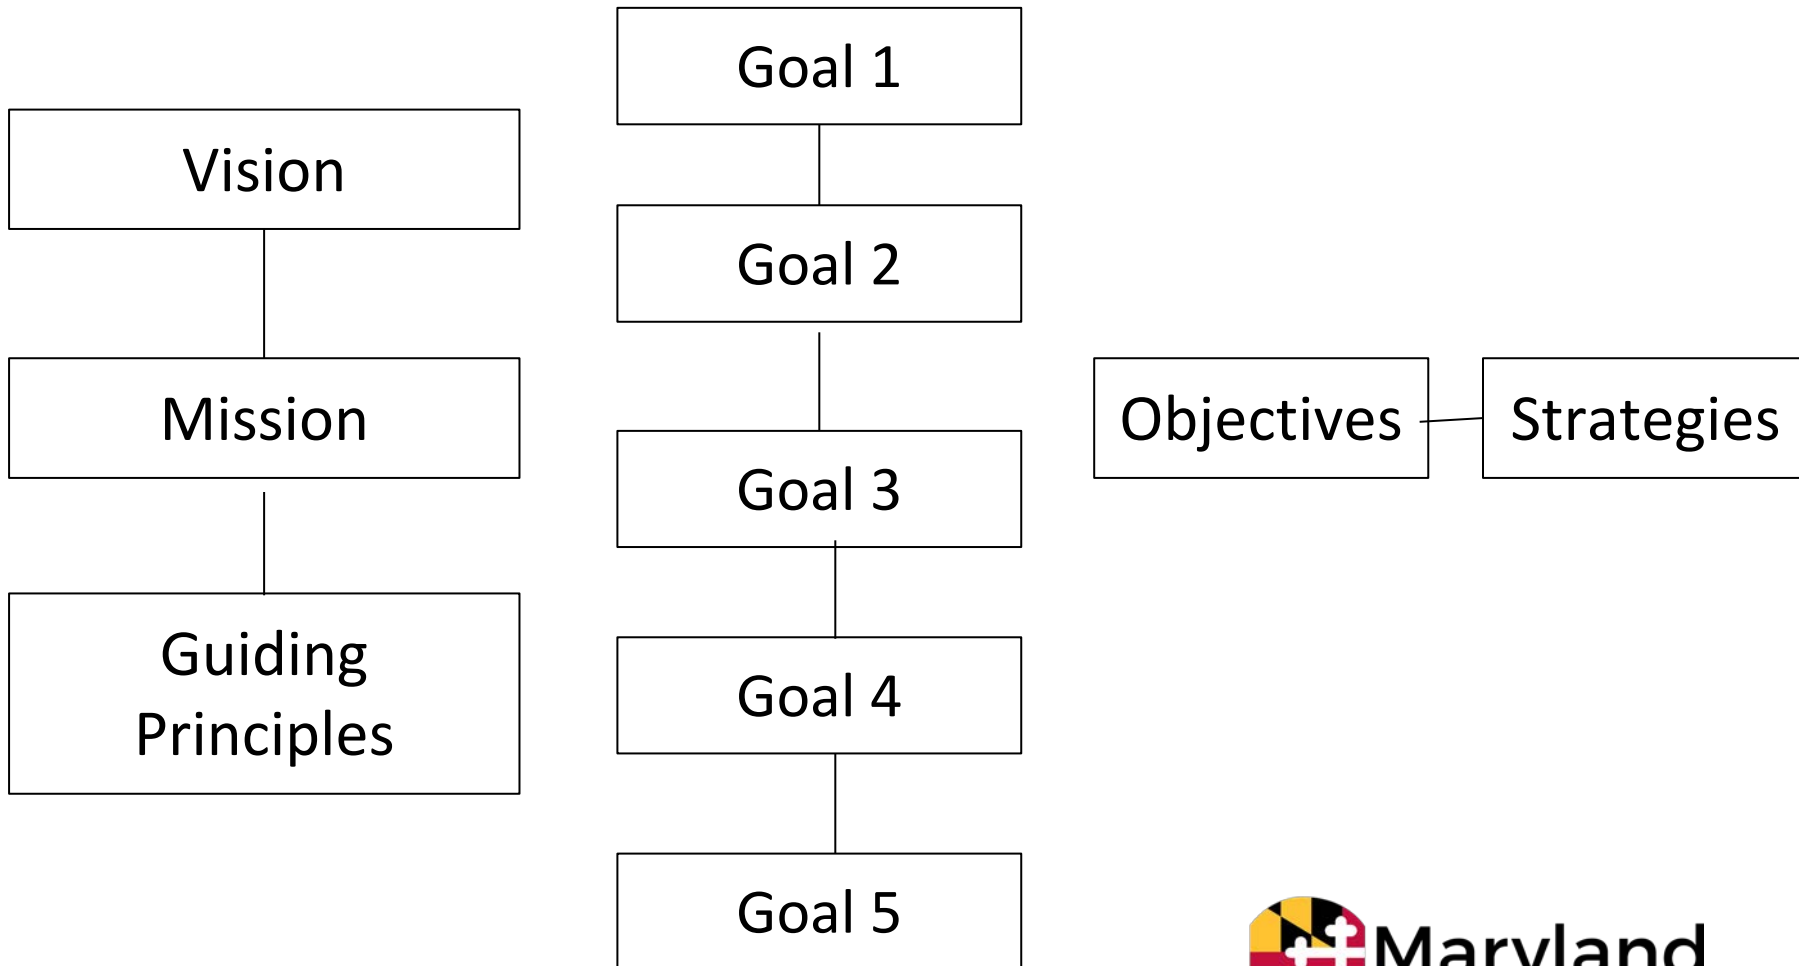 Vision
Mission
Guiding
Principles
Goal 1
Goal 2
Goal 3
Goal 4
Goal 5
Objectives
Strategies
Maryland